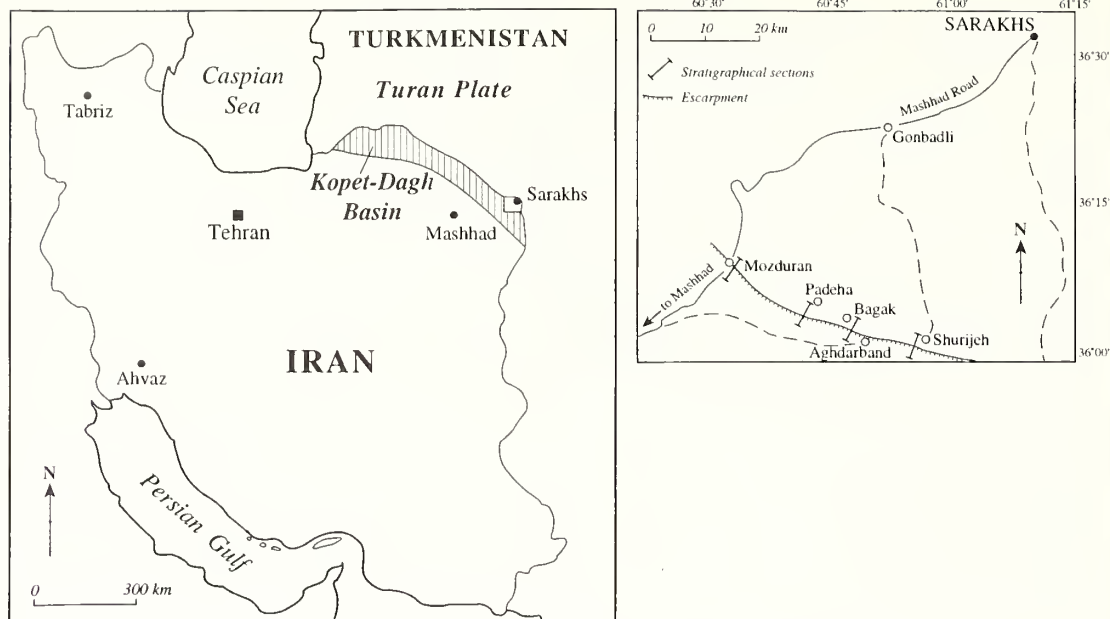 TURKMENISTAN
Caspian
Sea
Turan Plate
Tabriz
Kopet-Dagh
Basin
Sarakhs
Tehran
Mashhad
IRAN
Ahvaz
N
Persian Gulf
0 300 km
60°30' 60°45' 61°00' 61°15'
0 10 20 km
SARAKHS
36°30'
Stratigraphical sections
Escarpment
Mashhad Road
Gonbadli
36°15'
N
Mozduran
to Mashhad
Padeha
Bagak
Shurijeh
Aghdarband
36°00'